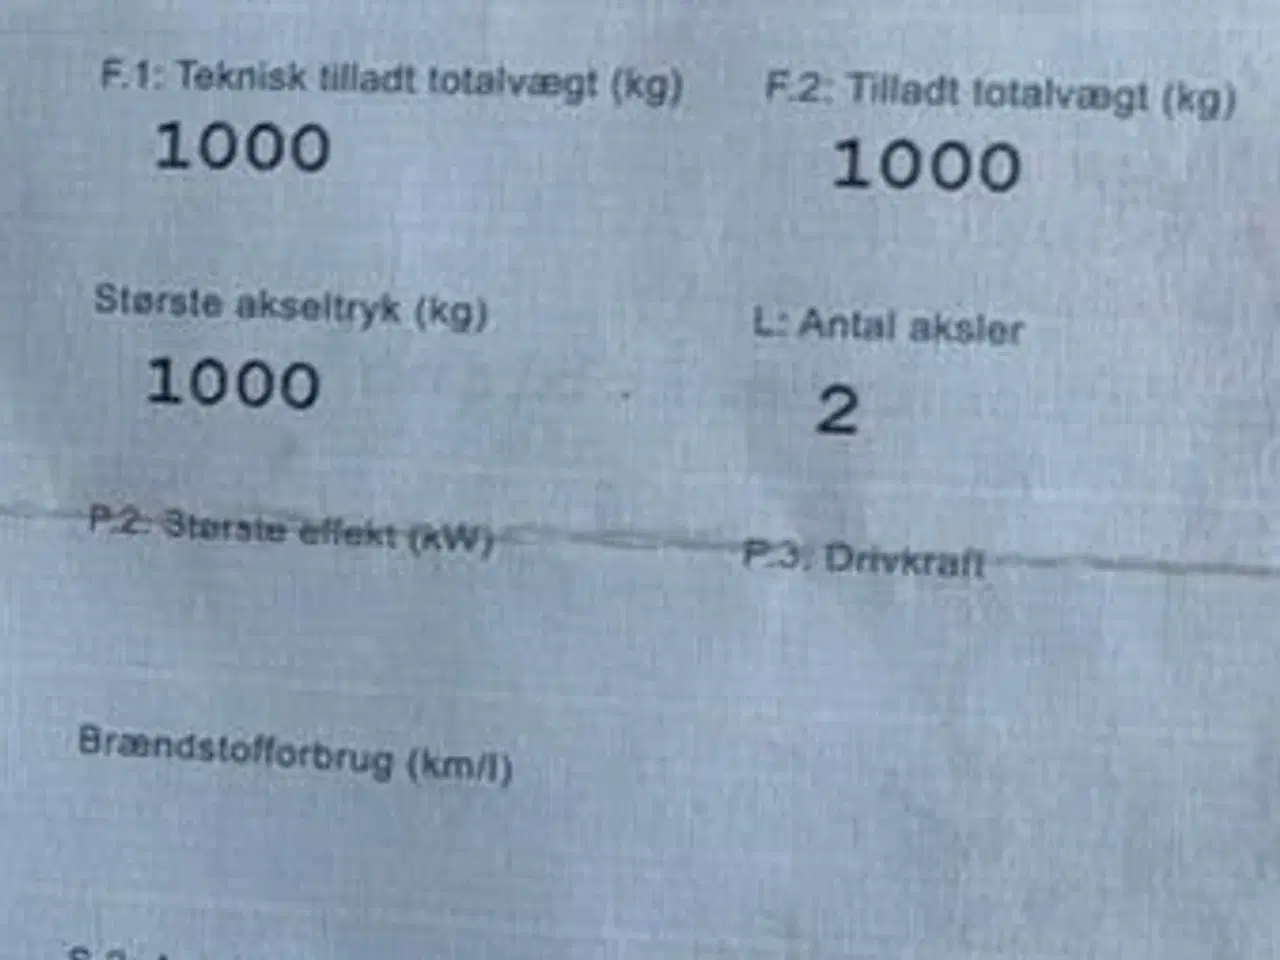 F.1: Teknisk tilladt totalvægt (kg) F.2: Tilladt totalvægt (kg)
1000 1000
Største akseltryk (kg) L: Antal aksler
1000 2
P.2: Største effekt (kW) P.3: Drivkraft
Brændstofforbrug (km/l)